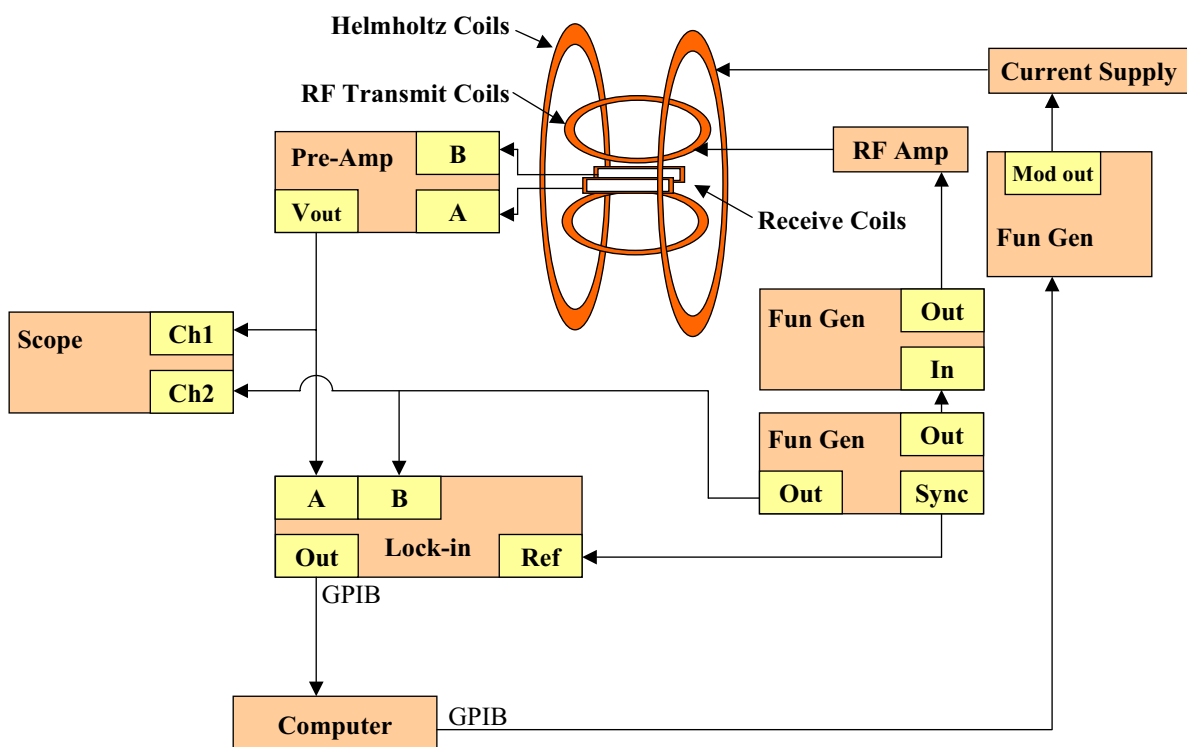 Helmholtz Coils
RF Transmit Coils
Current Supply
Pre-Amp
B
Vout
A
RF Amp
Receive Coils
Mod out
Fun Gen
Scope
Ch1
Ch2
Fun Gen
Out
In
Fun Gen
Out
Out
Sync
A
B
Out
Lock-in
Ref
GPIB
Computer
GPIB